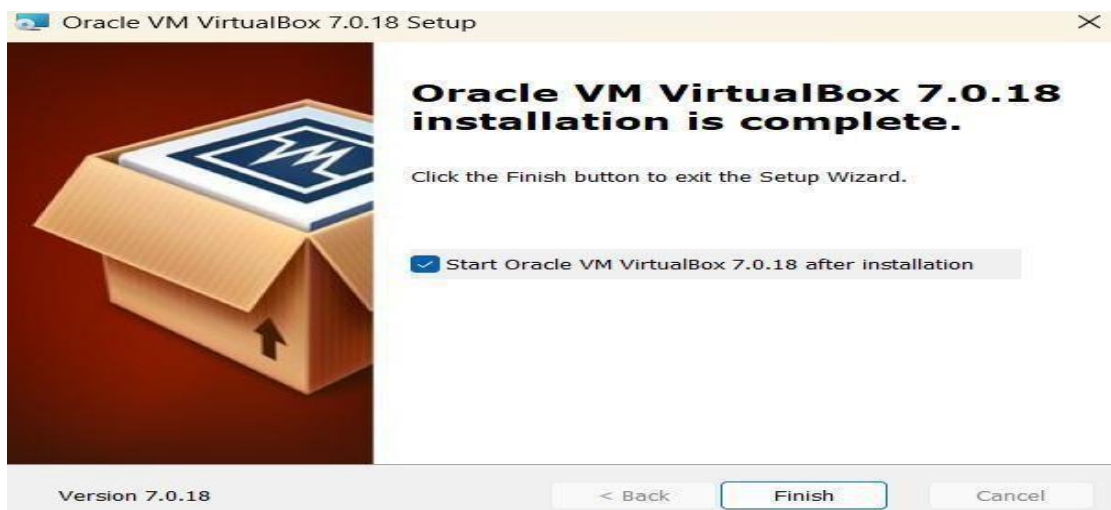 Oracle VM VirtualBox 7.0.18 Setup
Oracle VM VirtualBox 7.0.18
installation is complete.
Click the Finish button to exit the Setup Wizard.
Start Oracle VM VirtualBox 7.0.18 after installation
Version 7.0.18
< Back
Finish
Cancel